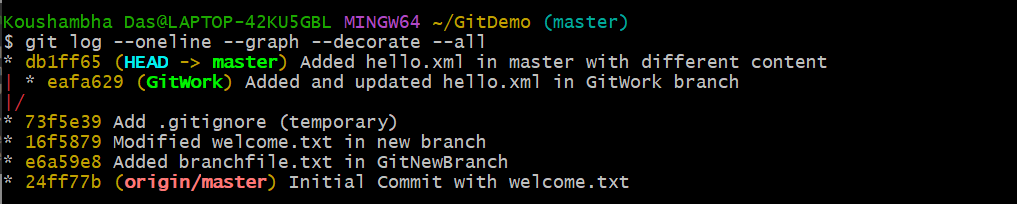 Koushambha Das@LAPTOP-42KU5GBL MINGW64 ~/GitDemo (master)
$ git log --oneline --graph --decorate --all
* db1ff65 (HEAD -> master) Added hello.xml in master with different content
| * eafa629 (GitWork) Added and updated hello.xml in GitWork branch
|/
* 73f5e39 Add .gitignore (temporary)
* 16f5879 Modified welcome.txt in new branch
* e6a59e8 Added branchfile.txt in GitNewBranch
* 24ff77b (origin/master) Initial Commit with welcome.txt